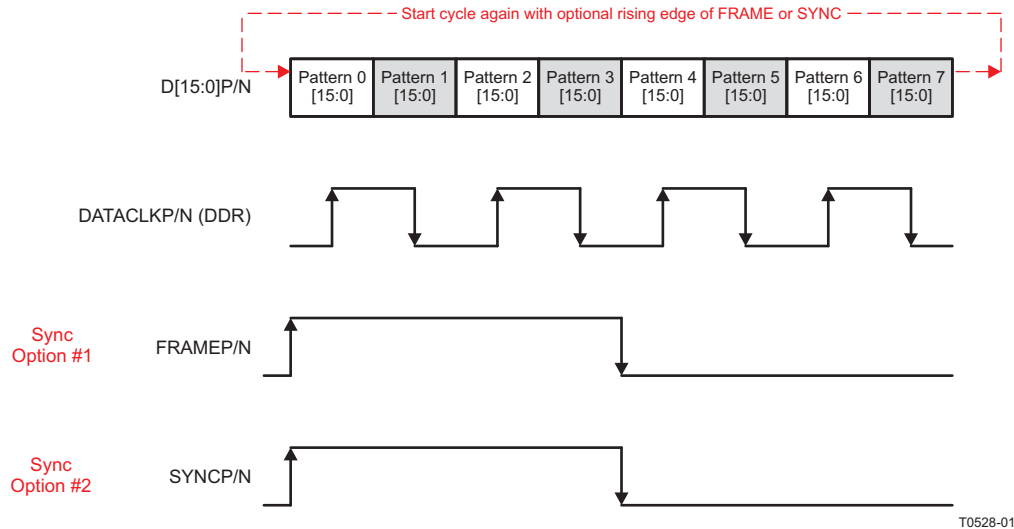 Start cycle again with optional rising edge of FRAME or SYNC
D[15:0]P/N
Pattern 0
[15:0]
Pattern 1
[15:0]
Pattern 2
[15:0]
Pattern 3
[15:0]
Pattern 4
[15:0]
Pattern 5
[15:0]
Pattern 6
[15:0]
Pattern 7
[15:0]
DATACLKP/N (DDR)
Sync
Option #1
FRAMEP/N
Sync
Option #2
SYNCP/N
T0528-01